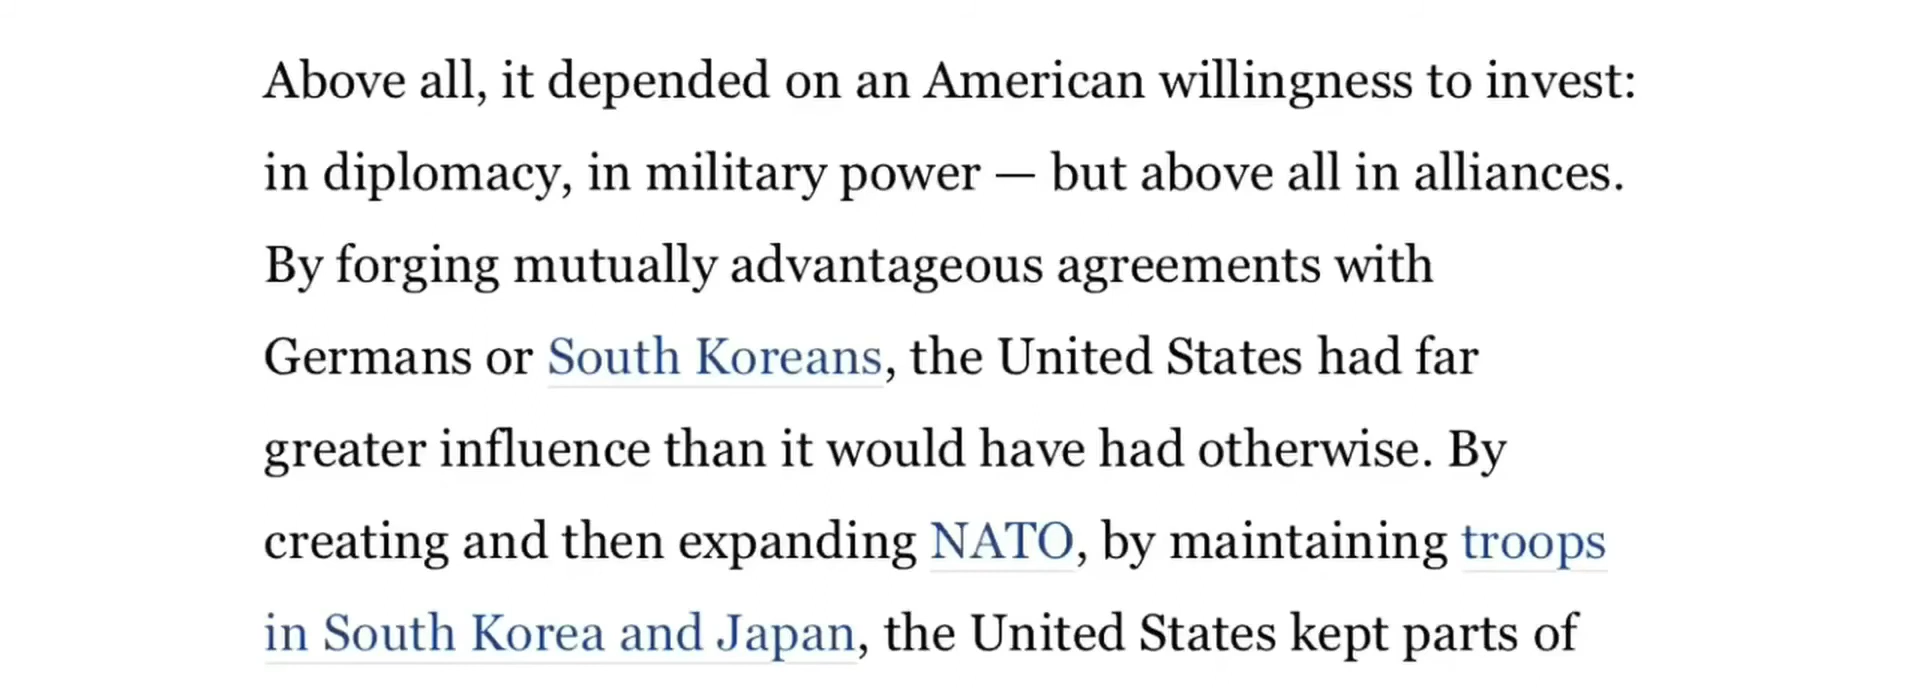 Above all, it depended on an American willingness to invest:
in diplomacy, in military power — but above all in alliances.
By forging mutually advantageous agreements with
Germans or South Koreans, the United States had far
greater influence than it would have had otherwise. By
creating and then expanding NATO, by maintaining troops
in South Korea and Japan, the United States kept parts of